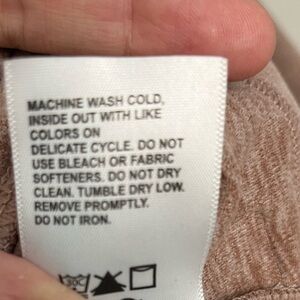 MACHINE WASH COLD,
INSIDE OUT WITH LIKE
COLORS ON
DELICATE CYCLE. DO NOT
USE BLEACH OR FABRIC
SOFTENERS. DO NOT DRY
CLEAN. TUMBLE DRY LOW.
REMOVE PROMPTLY.
DO NOT IRON.
30C